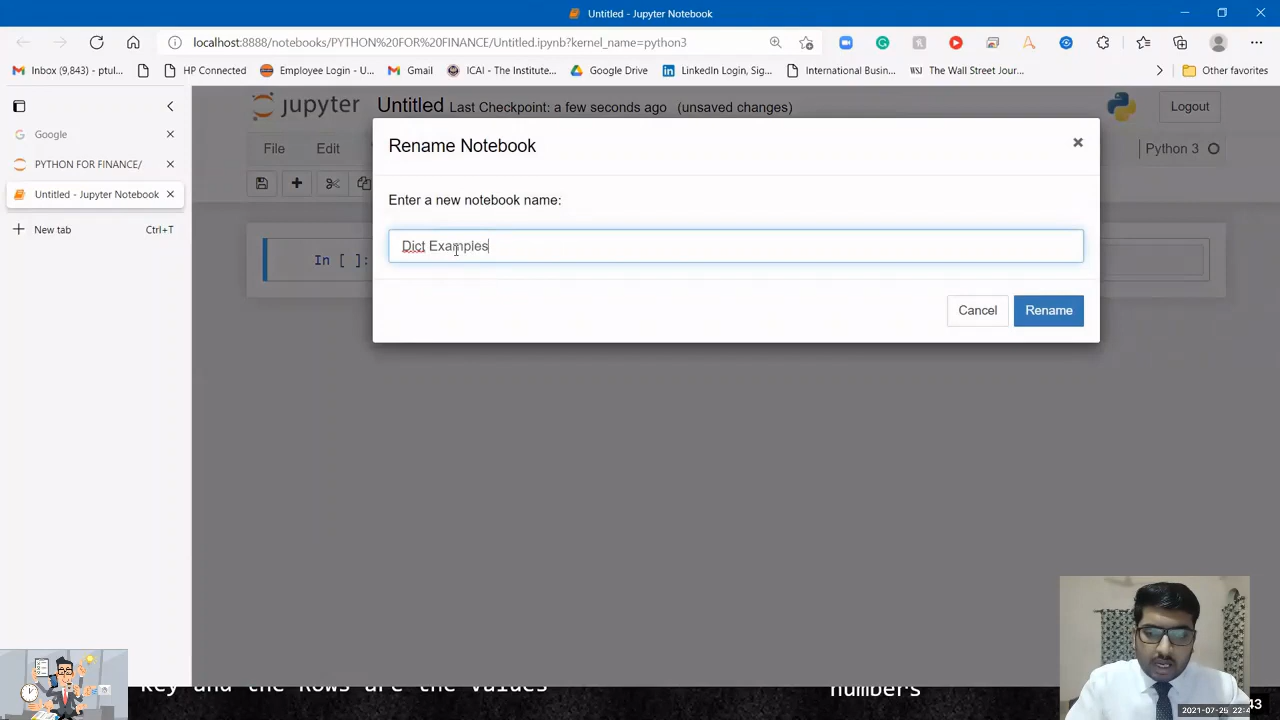 Untitled - Jupyter Notebook
localhost:8888/notebooks/PYTHON%20FOR%20FINANCE/Untitled.ipynb?kernel_name=python3
Inbox (9,843) - ptul... HP Connected Employee Login - U... Gmail ICAI - The Institute... Google Drive LinkedIn Login, Sig... International Busin... WSJ The Wall Street Jour... Other favorites
Google
PYTHON FOR FINANCE/
Untitled - Jupyter Notebook
New tab Ctrl+T
jupyter Untitled Last Checkpoint: a few seconds ago (unsaved changes) Logout
File Edit Python 3
Rename Notebook
Enter a new notebook name:
Dict Examples
In [ ]:
Cancel Rename
Key and the Rows are the values
numbers
43